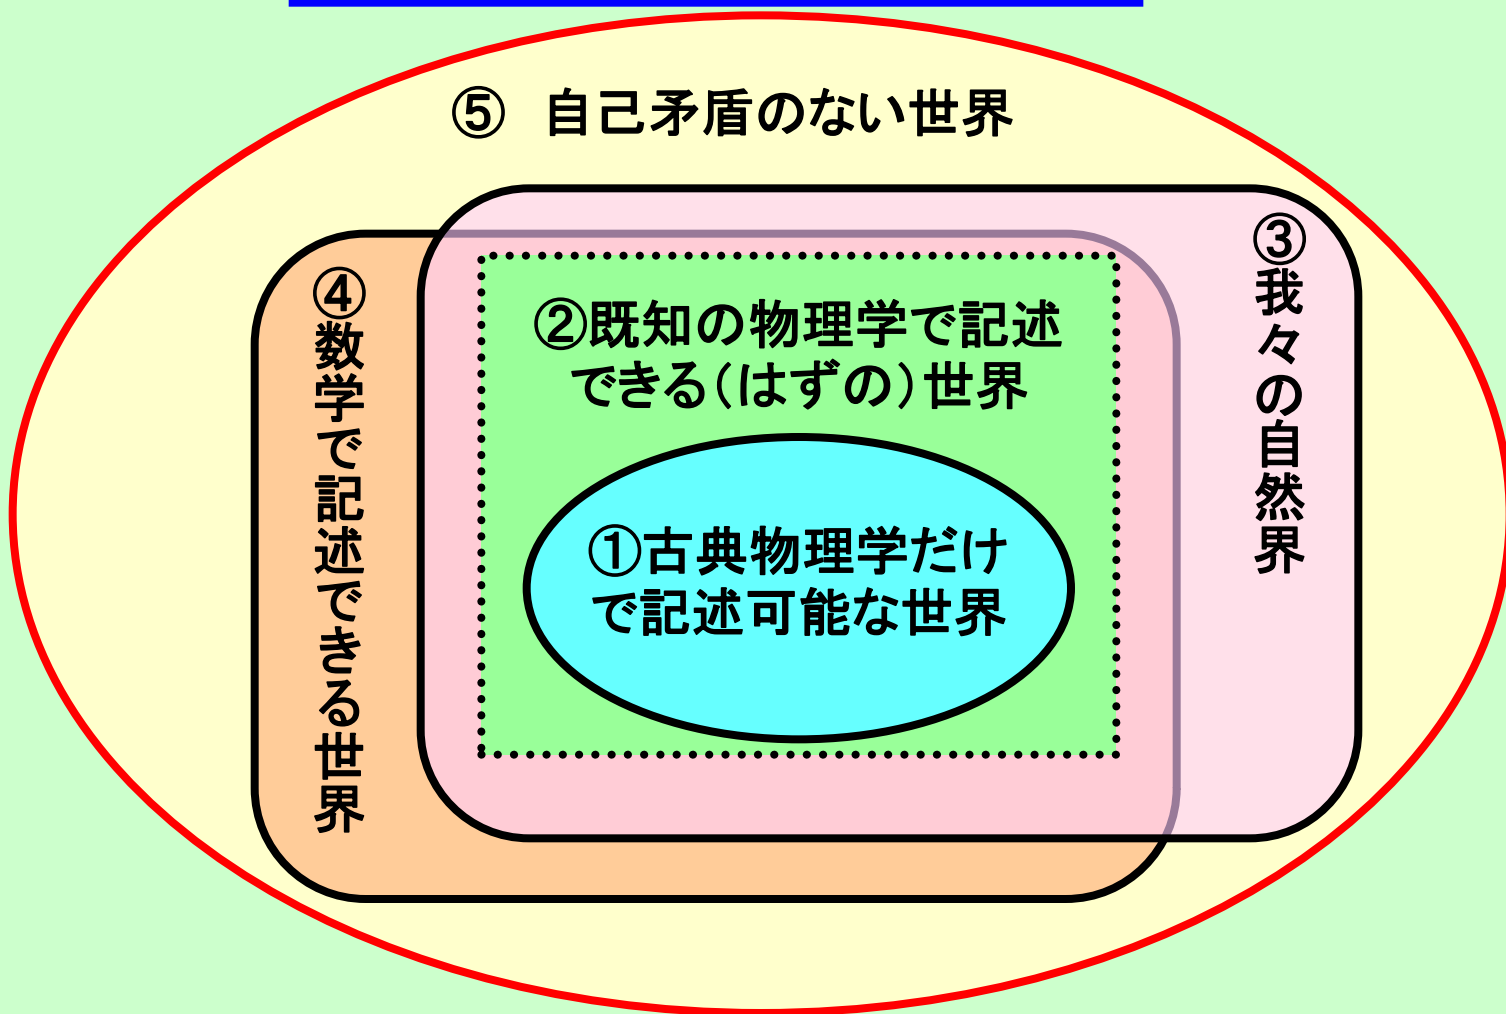 ⑤　自己矛盾のない世界
③我々の自然界
④数学で記述できる世界
②既知の物理学で記述
できる（はずの）世界
①古典物理学だけ
で記述可能な世界